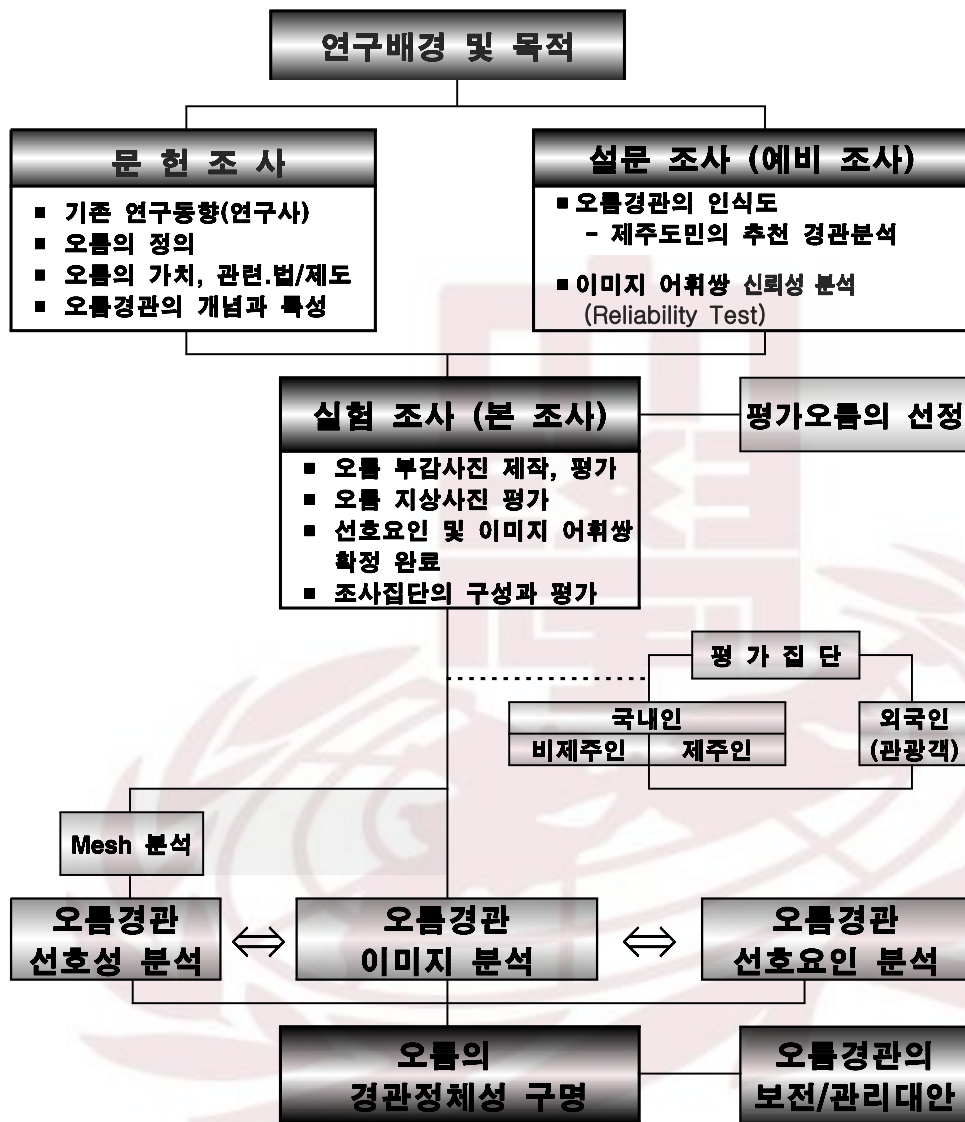 연구배경 및 목적
문 헌 조 사
■ 기존 연구동향(연구사)
■ 오름의 정의
■ 오름의 가치, 관련.법/제도
■ 오름경관의 개념과 특성
설문 조사 (예비 조사)
■ 오름경관의 인식도
- 제주도민의 추천 경관분석
■ 이미지 어휘쌍 신뢰성 분석
(Reliability Test)
실험 조사 (본 조사)
■ 오름 부감사진 제작, 평가
■ 오름 지상사진 평가
■ 선호요인 및 이미지 어휘쌍
확정 완료
■ 조사집단의 구성과 평가
평가오름의 선정
평 가 집 단
국내인
비제주인
제주인
외국인
(관광객)
Mesh 분석
오름경관
선호성 분석
오름경관
이미지 분석
오름경관
선호요인 분석
오름의
경관정체성 구명
오름경관의
보전/관리대안